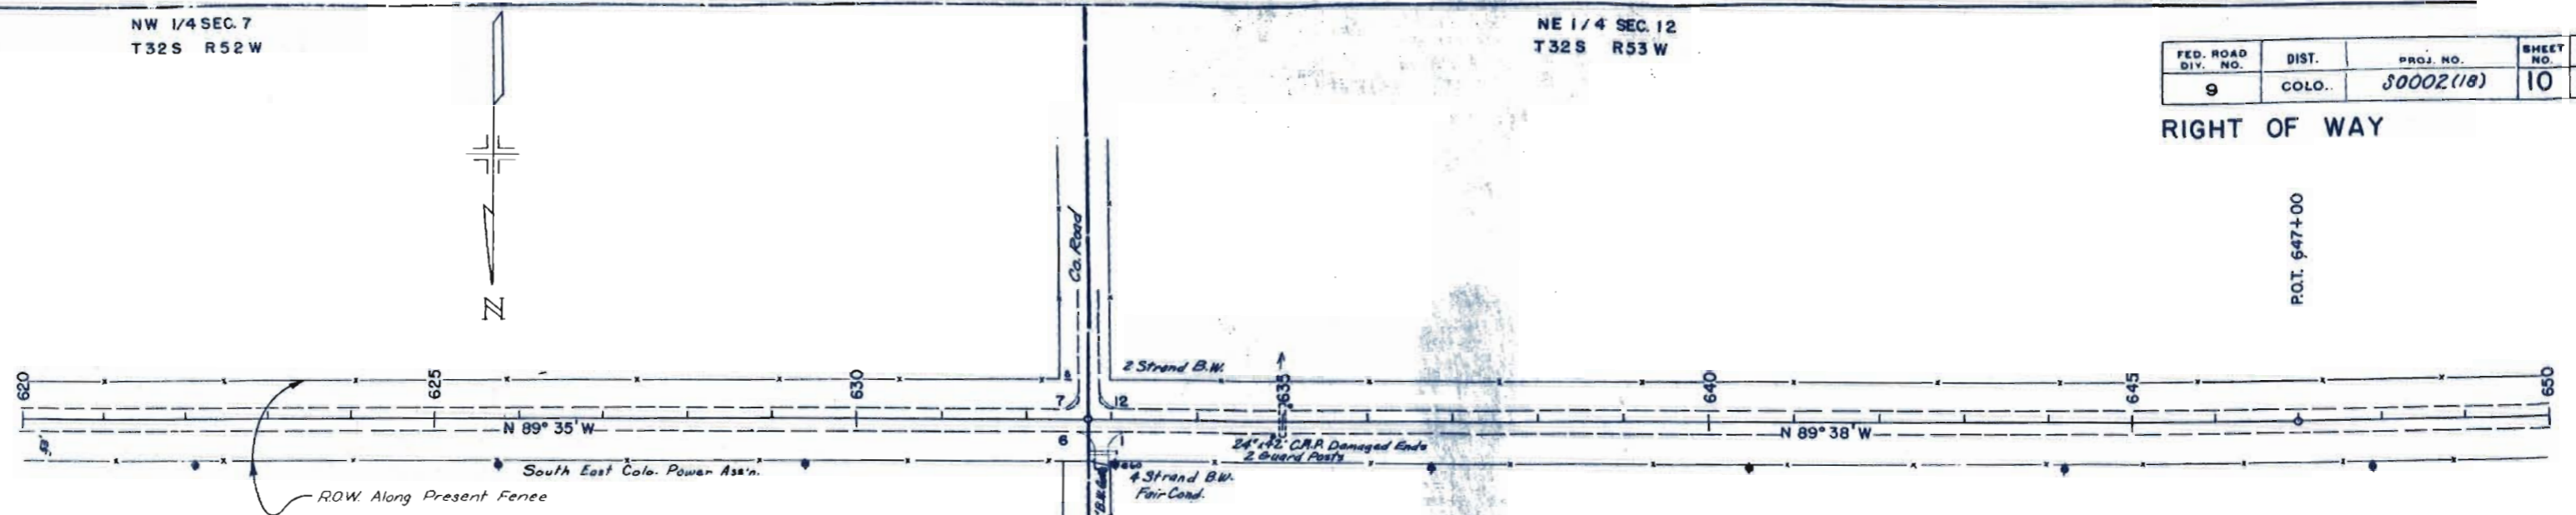 NW 1/4 SEC. 7
T32S R52W
NE 1/4 SEC. 12
T32S R53W
FED. ROAD DIV. NO.
DIST.
PROJ. NO.
SHEET NO.
9
COLO..
S0002(18)
10
RIGHT OF WAY
P.O.T. 647+00
N
Co. Road
2 Strand B.W.
620
625
630
635
640
645
650
7
12
6
1
N 89° 35' W
N 89° 38' W
24"x42' C.M.P. Damaged Ends
2 Guard Posts
South East Colo. Power Ass'n.
4 Strand B.W.
Fair Cond.
R.O.W. Along Present Fence